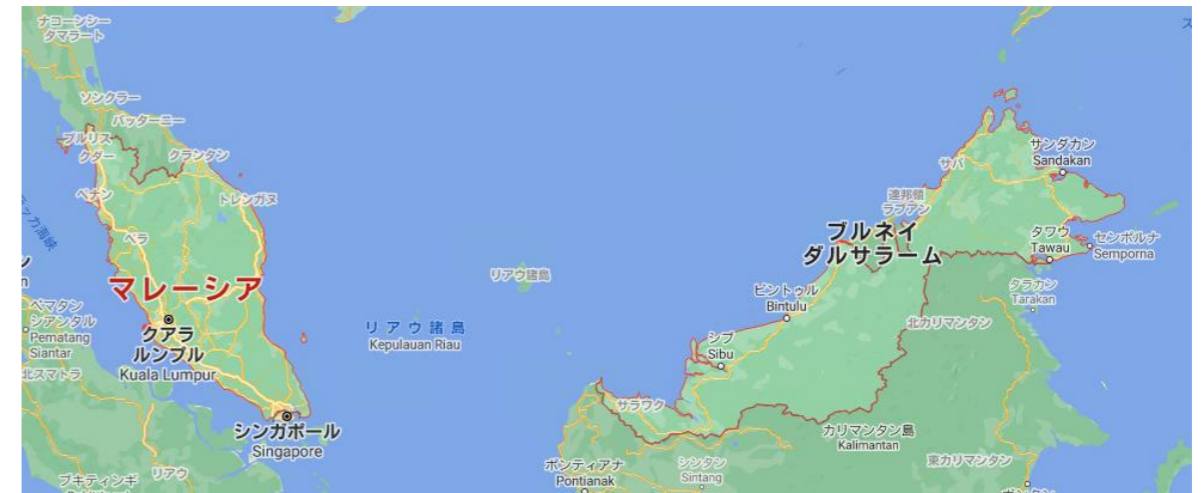 ナコーンシー
タマラート
ソンクラー
パッターニー
プルリス
クダー
クランタン
ペナン
トレンガヌ
ペラ
マレーシア
クアラ
ルンプル
Kuala Lumpur
ペマタン
シアンタル
Pematang
Siantar
北スマトラ
シンガポール
Singapore
リアウ
ブキティンギ
リアウ諸島
リアウ諸島
Kepulauan Riau
サバ
サンダカン
Sandakan
連邦領
ラブアン
ブルネイ
ダルサラーム
タワウ
Tawau
センポルナ
Semporna
タラカン
Tarakan
ビントゥル
Bintulu
北カリマンタン
シブ
Sibu
サラワク
カリマンタン島
Kalimantan
ポンティアナ
Pontianak
シンタン
Sintang
東カリマンタン